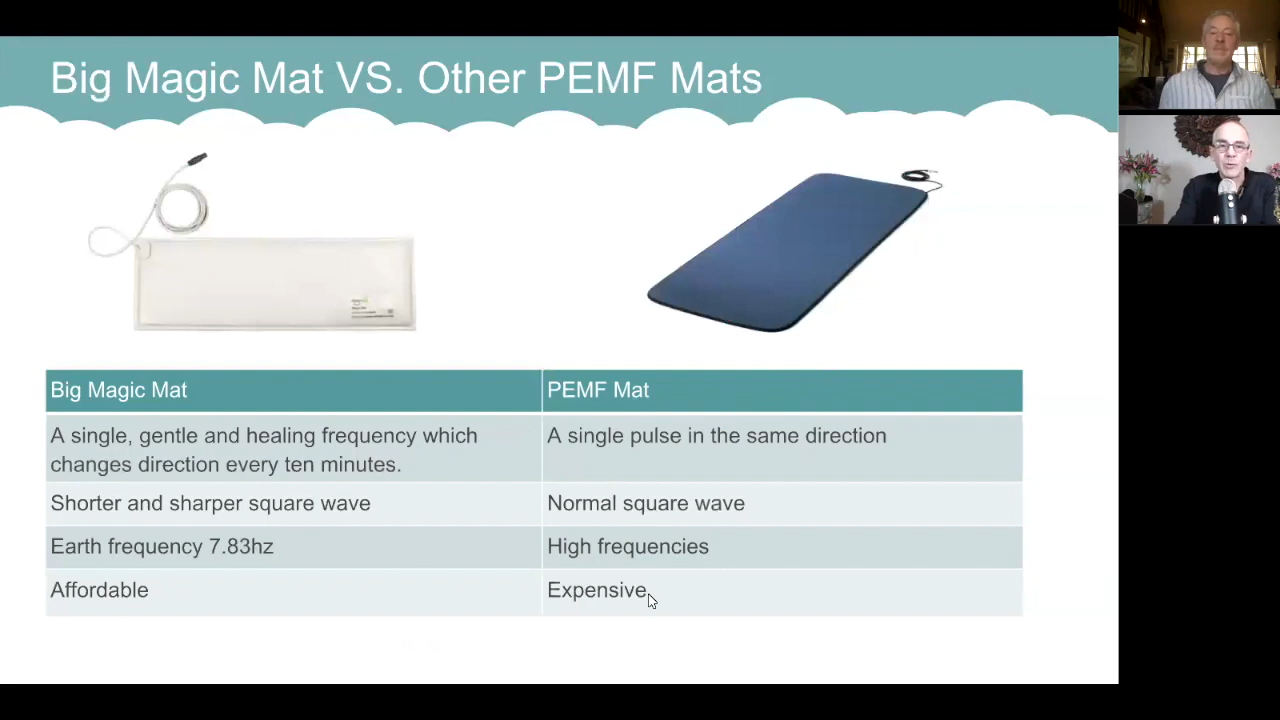 Big Magic Mat VS. Other PEMF Mats
Big Magic Mat
PEMF Mat
A single, gentle and healing frequency which
changes direction every ten minutes.
A single pulse in the same direction
Shorter and sharper square wave
Normal square wave
Earth frequency 7.83hz
High frequencies
Affordable
Expensive